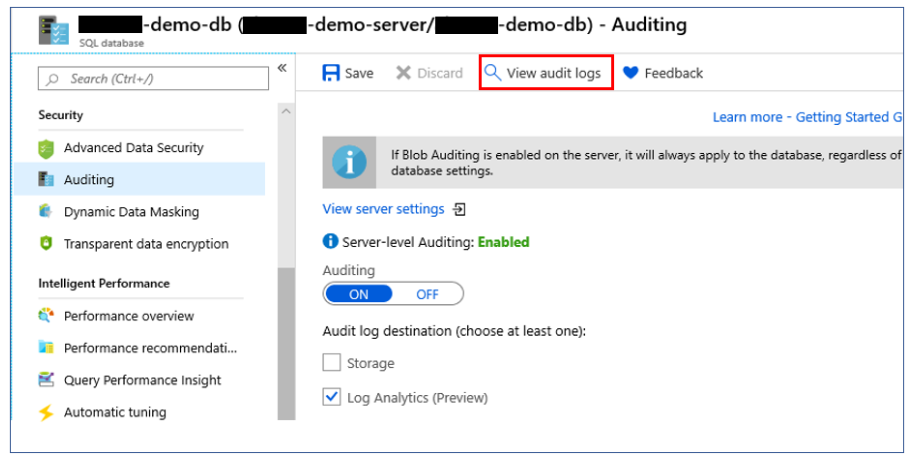 -demo-db ( -demo-server/ -demo-db) - Auditing
SQL database
Search (Ctrl+/)
«
Security
Advanced Data Security
Auditing
Dynamic Data Masking
Transparent data encryption
Intelligent Performance
Performance overview
Performance recommendati...
Query Performance Insight
Automatic tuning
Save
Discard
View audit logs
Feedback
Learn more - Getting Started G
If Blob Auditing is enabled on the server, it will always apply to the database, regardless of
database settings.
View server settings
Server-level Auditing: Enabled
Auditing
ON OFF
Audit log destination (choose at least one):
Storage
Log Analytics (Preview)